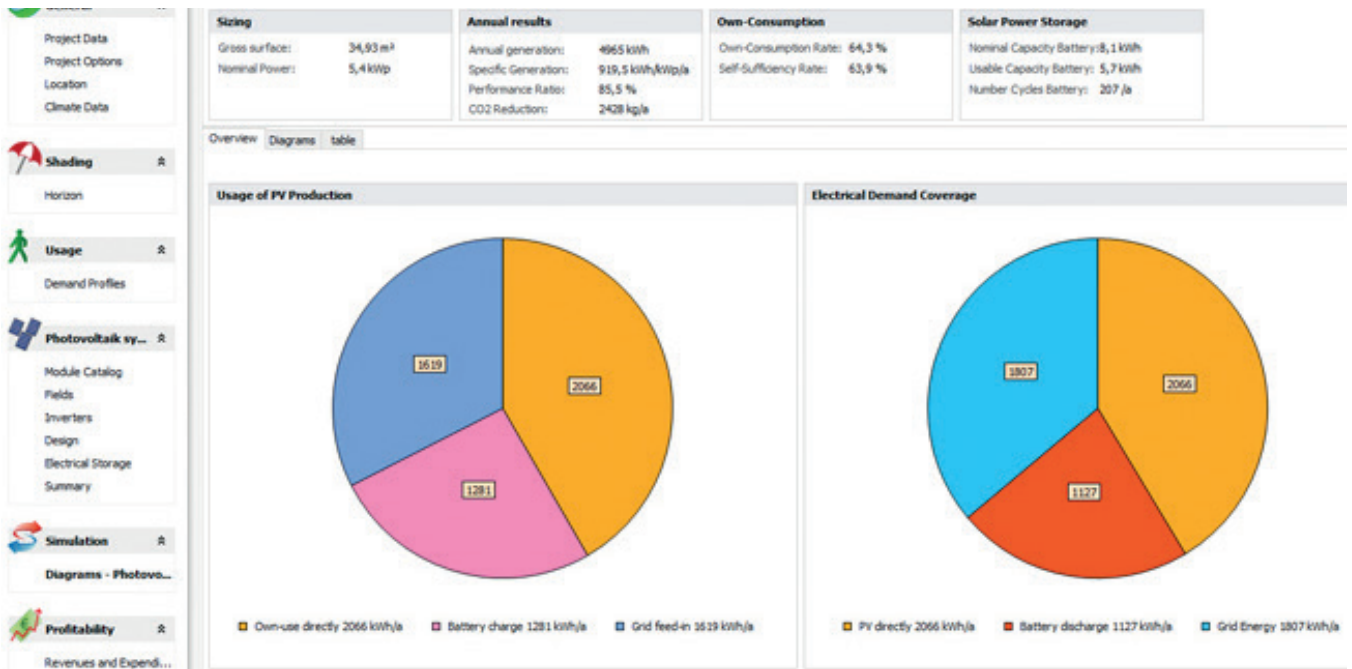 General
Project Data
Project Options
Location
Climate Data
Shading
Horizon
Usage
Demand Profiles
Photovoltaik sy...
Module Catalog
Fields
Inverters
Design
Electrical Storage
Summary
Simulation
Diagrams - Photovo...
Profitability
Revenues and Expendi...
Sizing
Gross surface: 34,93 m²
Nominal Power: 5,4 kWp
Annual results
Annual generation: 4965 kWh
Specific Generation: 919,5 kWh/kWp/a
Performance Ratio: 85,5 %
CO2 Reduction: 2428 kg/a
Own-Consumption
Own-Consumption Rate: 64,3 %
Self-Sufficiency Rate: 63,9 %
Solar Power Storage
Nominal Capacity Battery: 8,1 kWh
Usable Capacity Battery: 5,7 kWh
Number Cycles Battery: 207 /a
Overview Diagrams table
Usage of PV Production
1619
2066
1281
Own-use directly 2066 kWh/a Battery charge 1281 kWh/a Grid feed-in 1619 kWh/a
Electrical Demand Coverage
1807
2066
1127
PV directly 2066 kWh/a Battery discharge 1127 kWh/a Grid Energy 1807 kWh/a